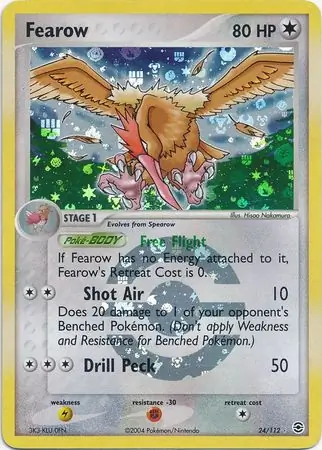 Fearow 80 HP
Illus. Hisao Nakamura
STAGE 1
Evolves from Spearow
Poké-BODY Free Flight
If Fearow has no Energy attached to it,
Fearow's Retreat Cost is 0.
Shot Air 10
Does 20 damage to 1 of your opponent's
Benched Pokémon. (Don't apply Weakness
and Resistance for Benched Pokémon.)
Drill Peck 50
weakness resistance -30 retreat cost
3K3-KLU 0FN ©2004 Pokémon/Nintendo 24/112